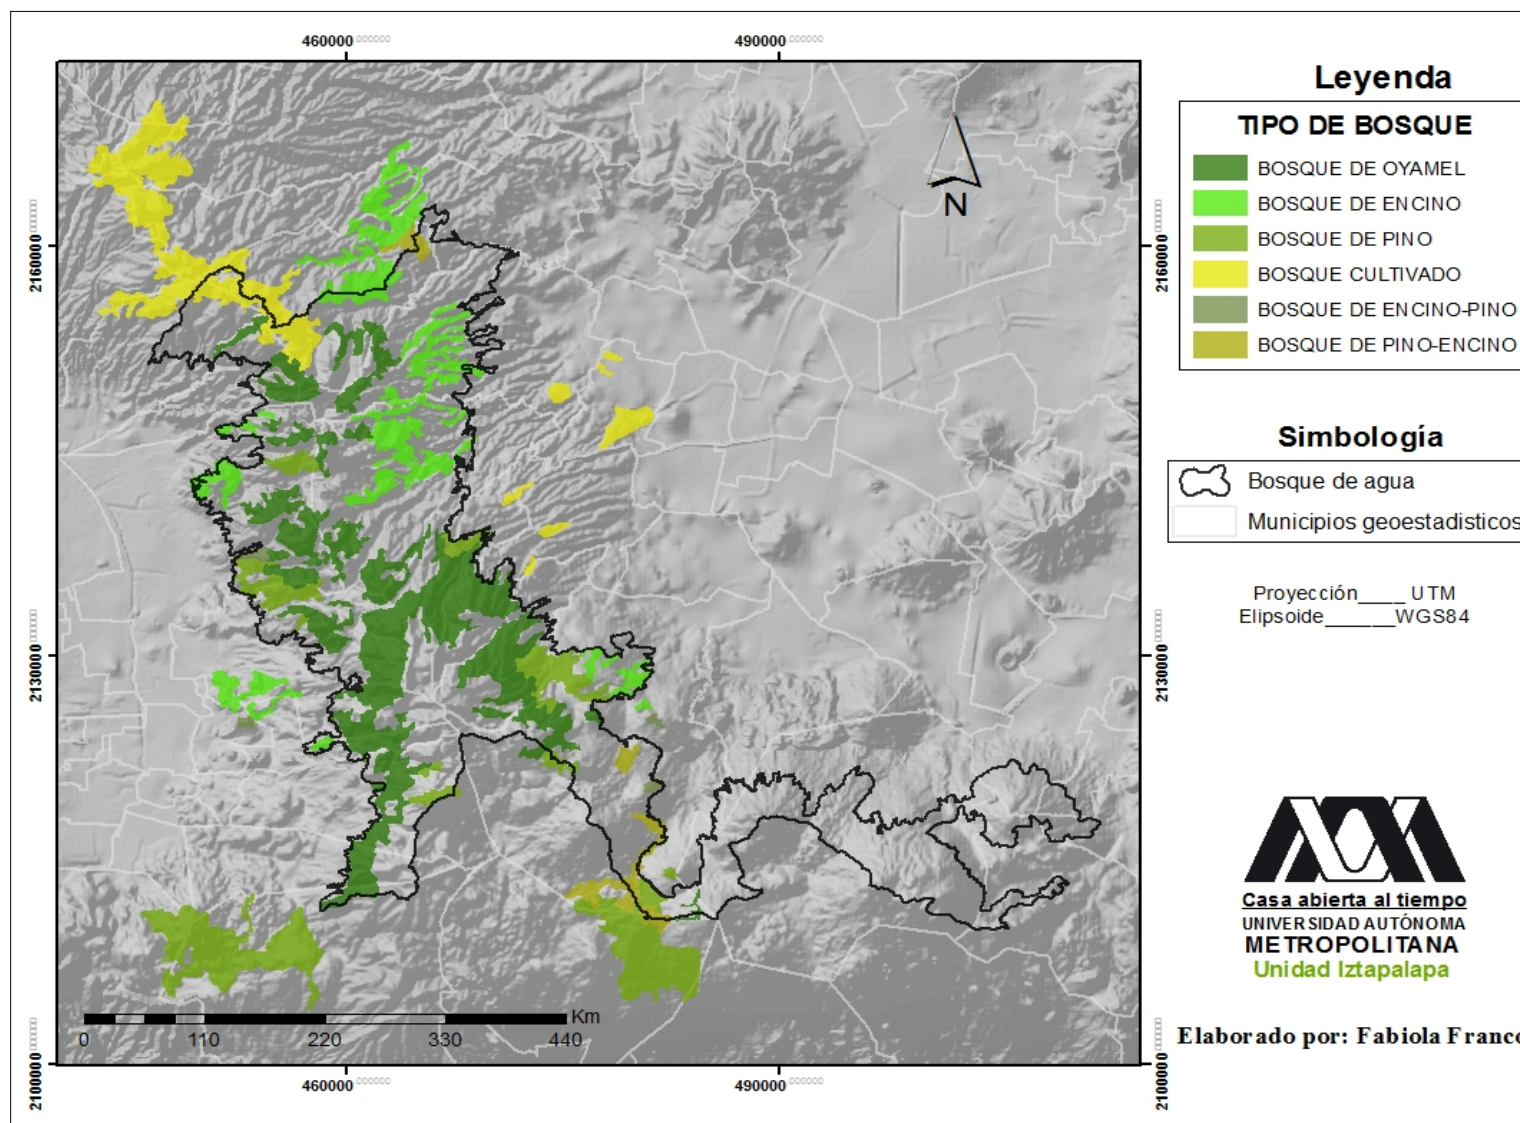 460000
490000
2160000
2160000
2130000
2130000
2100000
2100000
0 110 220 330 440 Km
460000
490000
N
Leyenda
TIPO DE BOSQUE
BOSQUE DE OYAMEL
BOSQUE DE ENCINO
BOSQUE DE PINO
BOSQUE CULTIVADO
BOSQUE DE ENCINO-PINO
BOSQUE DE PINO-ENCINO
Simbología
Bosque de agua
Municipios geoestadisticos
Proyección____ UTM
Elipsoide______WGS84
Casa abierta al tiempo
UNIVERSIDAD AUTÓNOMA
METROPOLITANA
Unidad Iztapalapa
Elaborado por: Fabiola Franco